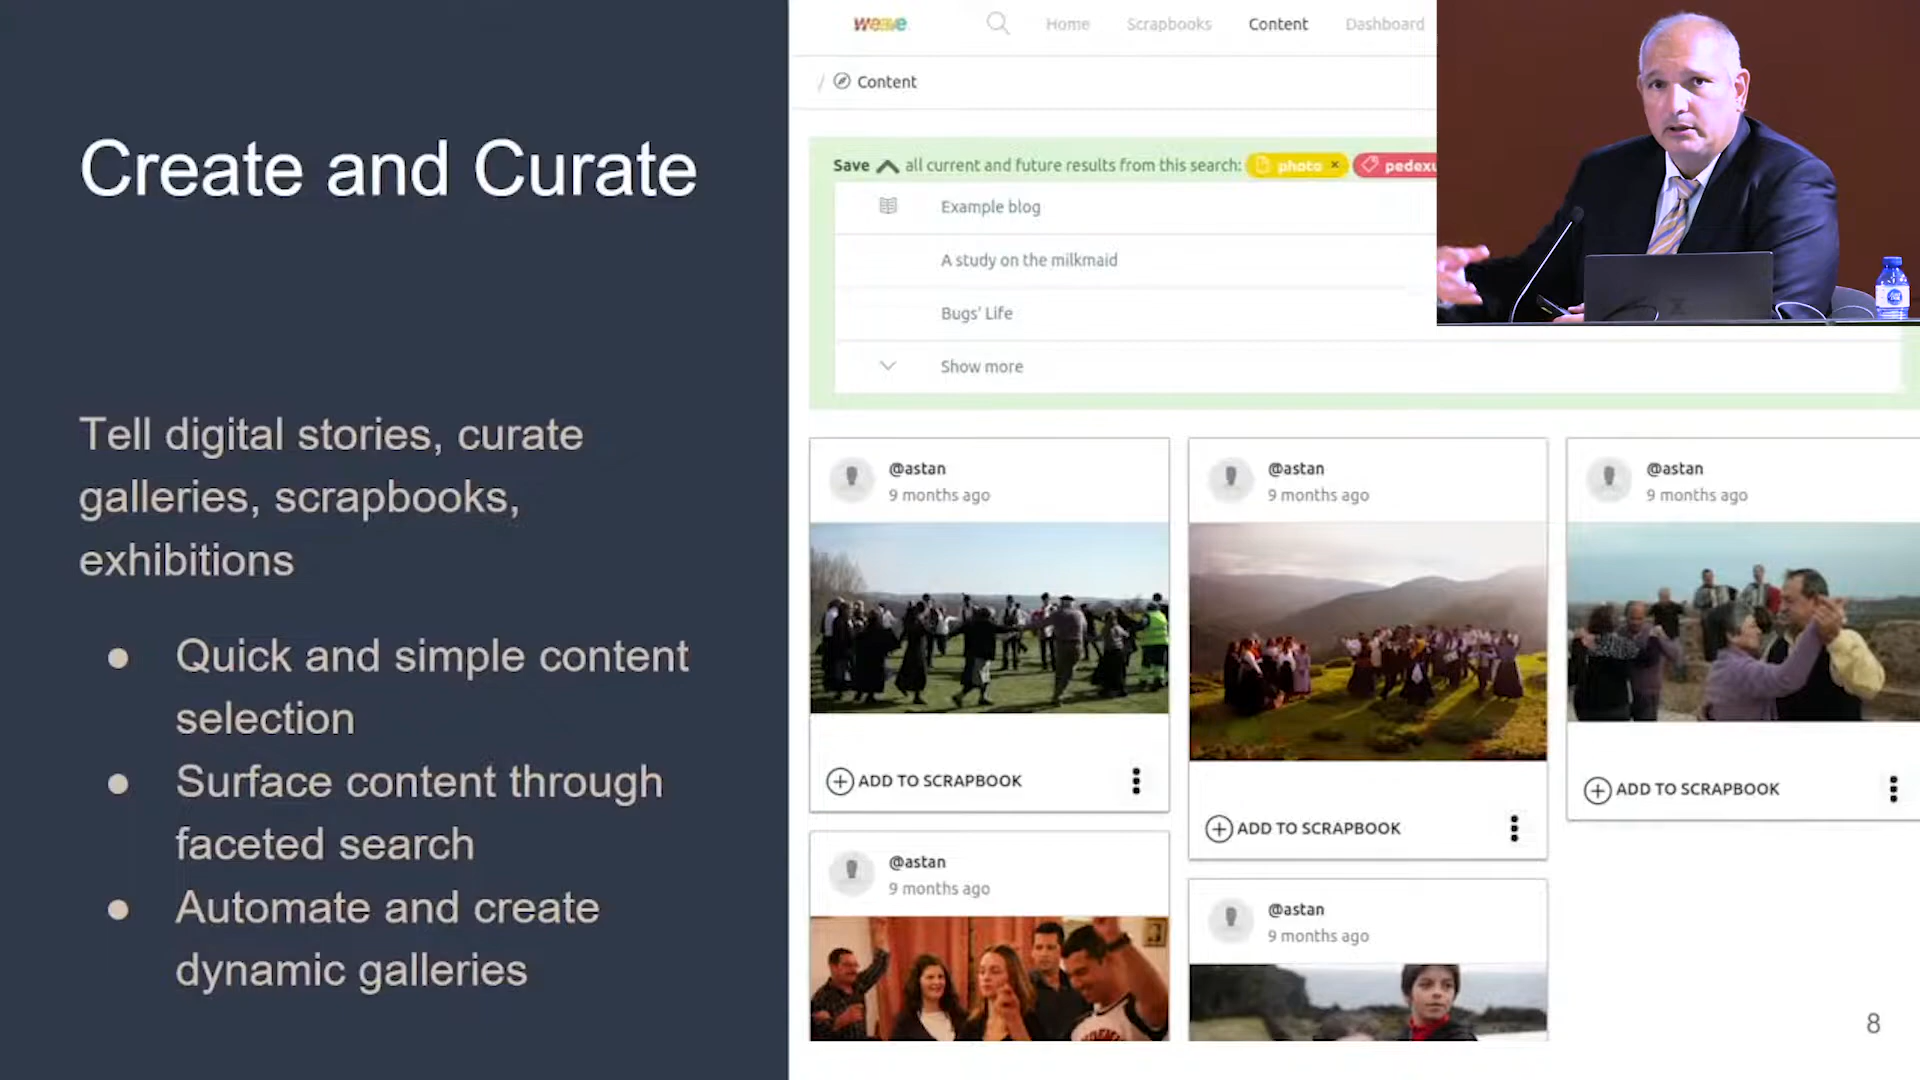 Create and Curate
Tell digital stories, curate
galleries, scrapbooks,
exhibitions
● Quick and simple content
selection
● Surface content through
faceted search
● Automate and create
dynamic galleries
weave
Home Scrapbooks Content Dashboard
/ Content
Save all current and future results from this search: photo × pedexu
Example blog
A study on the milkmaid
Bugs' Life
Show more
@astan
9 months ago
ADD TO SCRAPBOOK
@astan
9 months ago
ADD TO SCRAPBOOK
@astan
9 months ago
ADD TO SCRAPBOOK
@astan
9 months ago
@astan
9 months ago
8